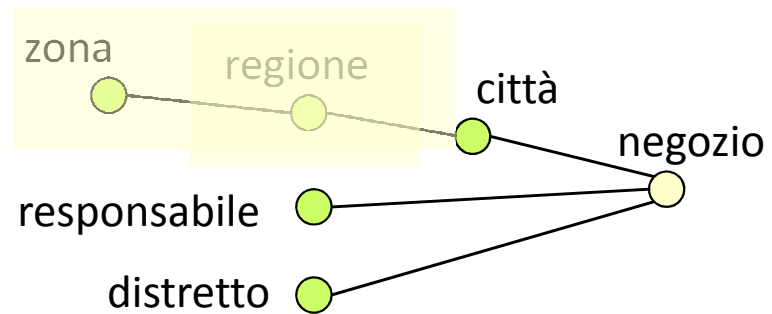 zona
regione
città
negozio
responsabile
distretto